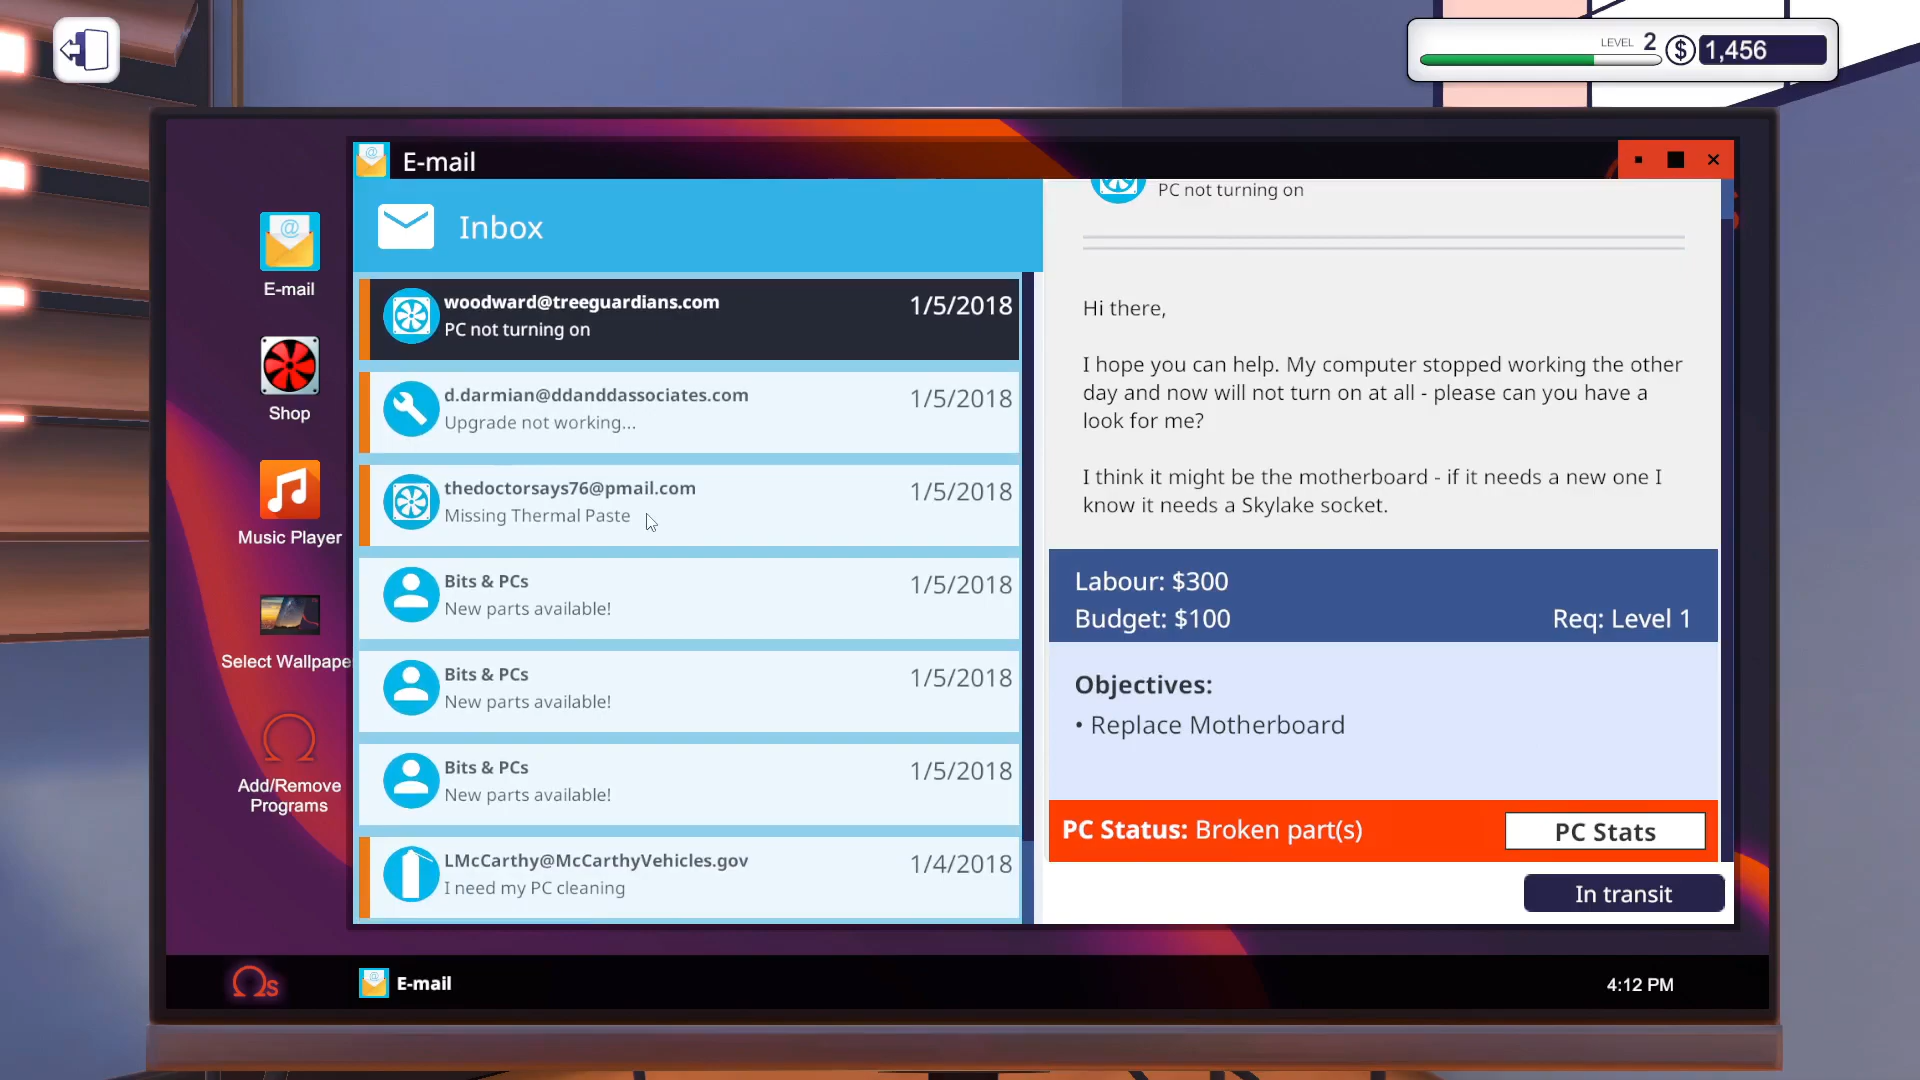 LEVEL 2
$ 1,456
E-mail
Inbox
woodward@treeguardians.com
1/5/2018
PC not turning on
d.darmian@ddanddassociates.com
1/5/2018
Upgrade not working...
thedoctorsays76@pmail.com
1/5/2018
Missing Thermal Paste
Bits & PCs
1/5/2018
New parts available!
Bits & PCs
1/5/2018
New parts available!
Bits & PCs
1/5/2018
New parts available!
LMcCarthy@McCarthyVehicles.gov
1/4/2018
I need my PC cleaning
PC not turning on
Hi there,
I hope you can help. My computer stopped working the other
day and now will not turn on at all - please can you have a
look for me?
I think it might be the motherboard - if it needs a new one I
know it needs a Skylake socket.
Labour: $300
Budget: $100
Req: Level 1
Objectives:
• Replace Motherboard
PC Status: Broken part(s)
PC Stats
In transit
E-mail
Shop
Music Player
Select Wallpape
Add/Remove
Programs
Ωs
E-mail
4:12 PM